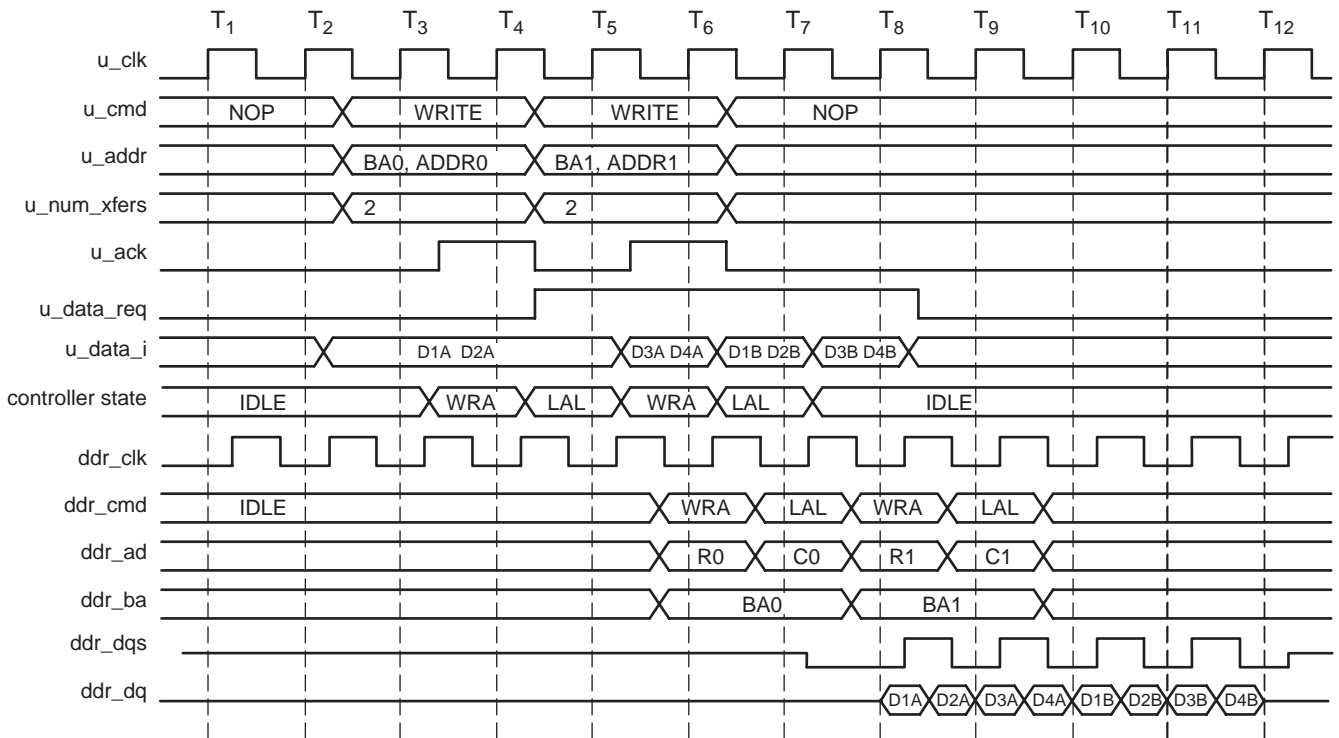 T1 T2 T3 T4 T5 T6 T7 T8 T9 T10 T11 T12
u_clk
u_cmd NOP WRITE WRITE NOP
u_addr BA0, ADDR0 BA1, ADDR1
u_num_xfers 2 2
u_ack
u_data_req
u_data_i D1A D2A D3A D4A D1B D2B D3B D4B
controller state IDLE WRA LAL WRA LAL IDLE
ddr_clk
ddr_cmd IDLE WRA LAL WRA LAL
ddr_ad R0 C0 R1 C1
ddr_ba BA0 BA1
ddr_dqs
ddr_dq D1A D2A D3A D4A D1B D2B D3B D4B